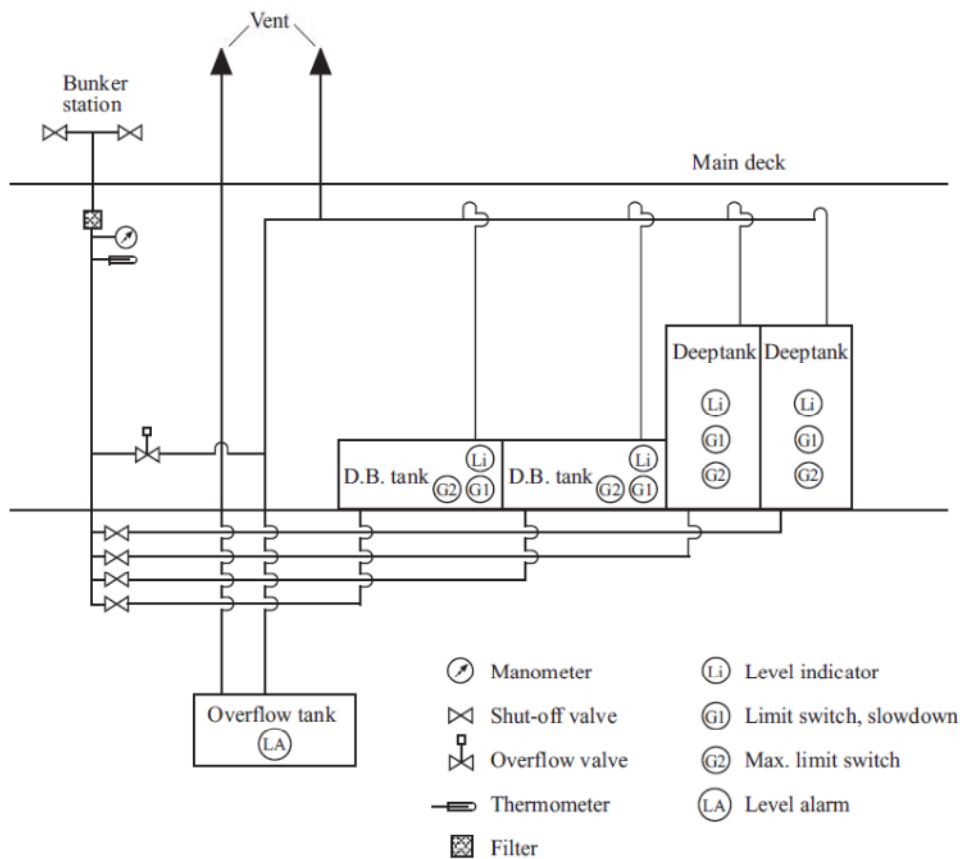 Vent
Bunker
station
Main deck
Deeptank
Deeptank
Li
Li
G1
G1
G2
G2
Li
D.B. tank
G2
G1
Li
D.B. tank
G2
G1
Overflow tank
LA
Manometer
Shut-off valve
Overflow valve
Thermometer
Filter
Li Level indicator
G1 Limit switch, slowdown
G2 Max. limit switch
LA Level alarm